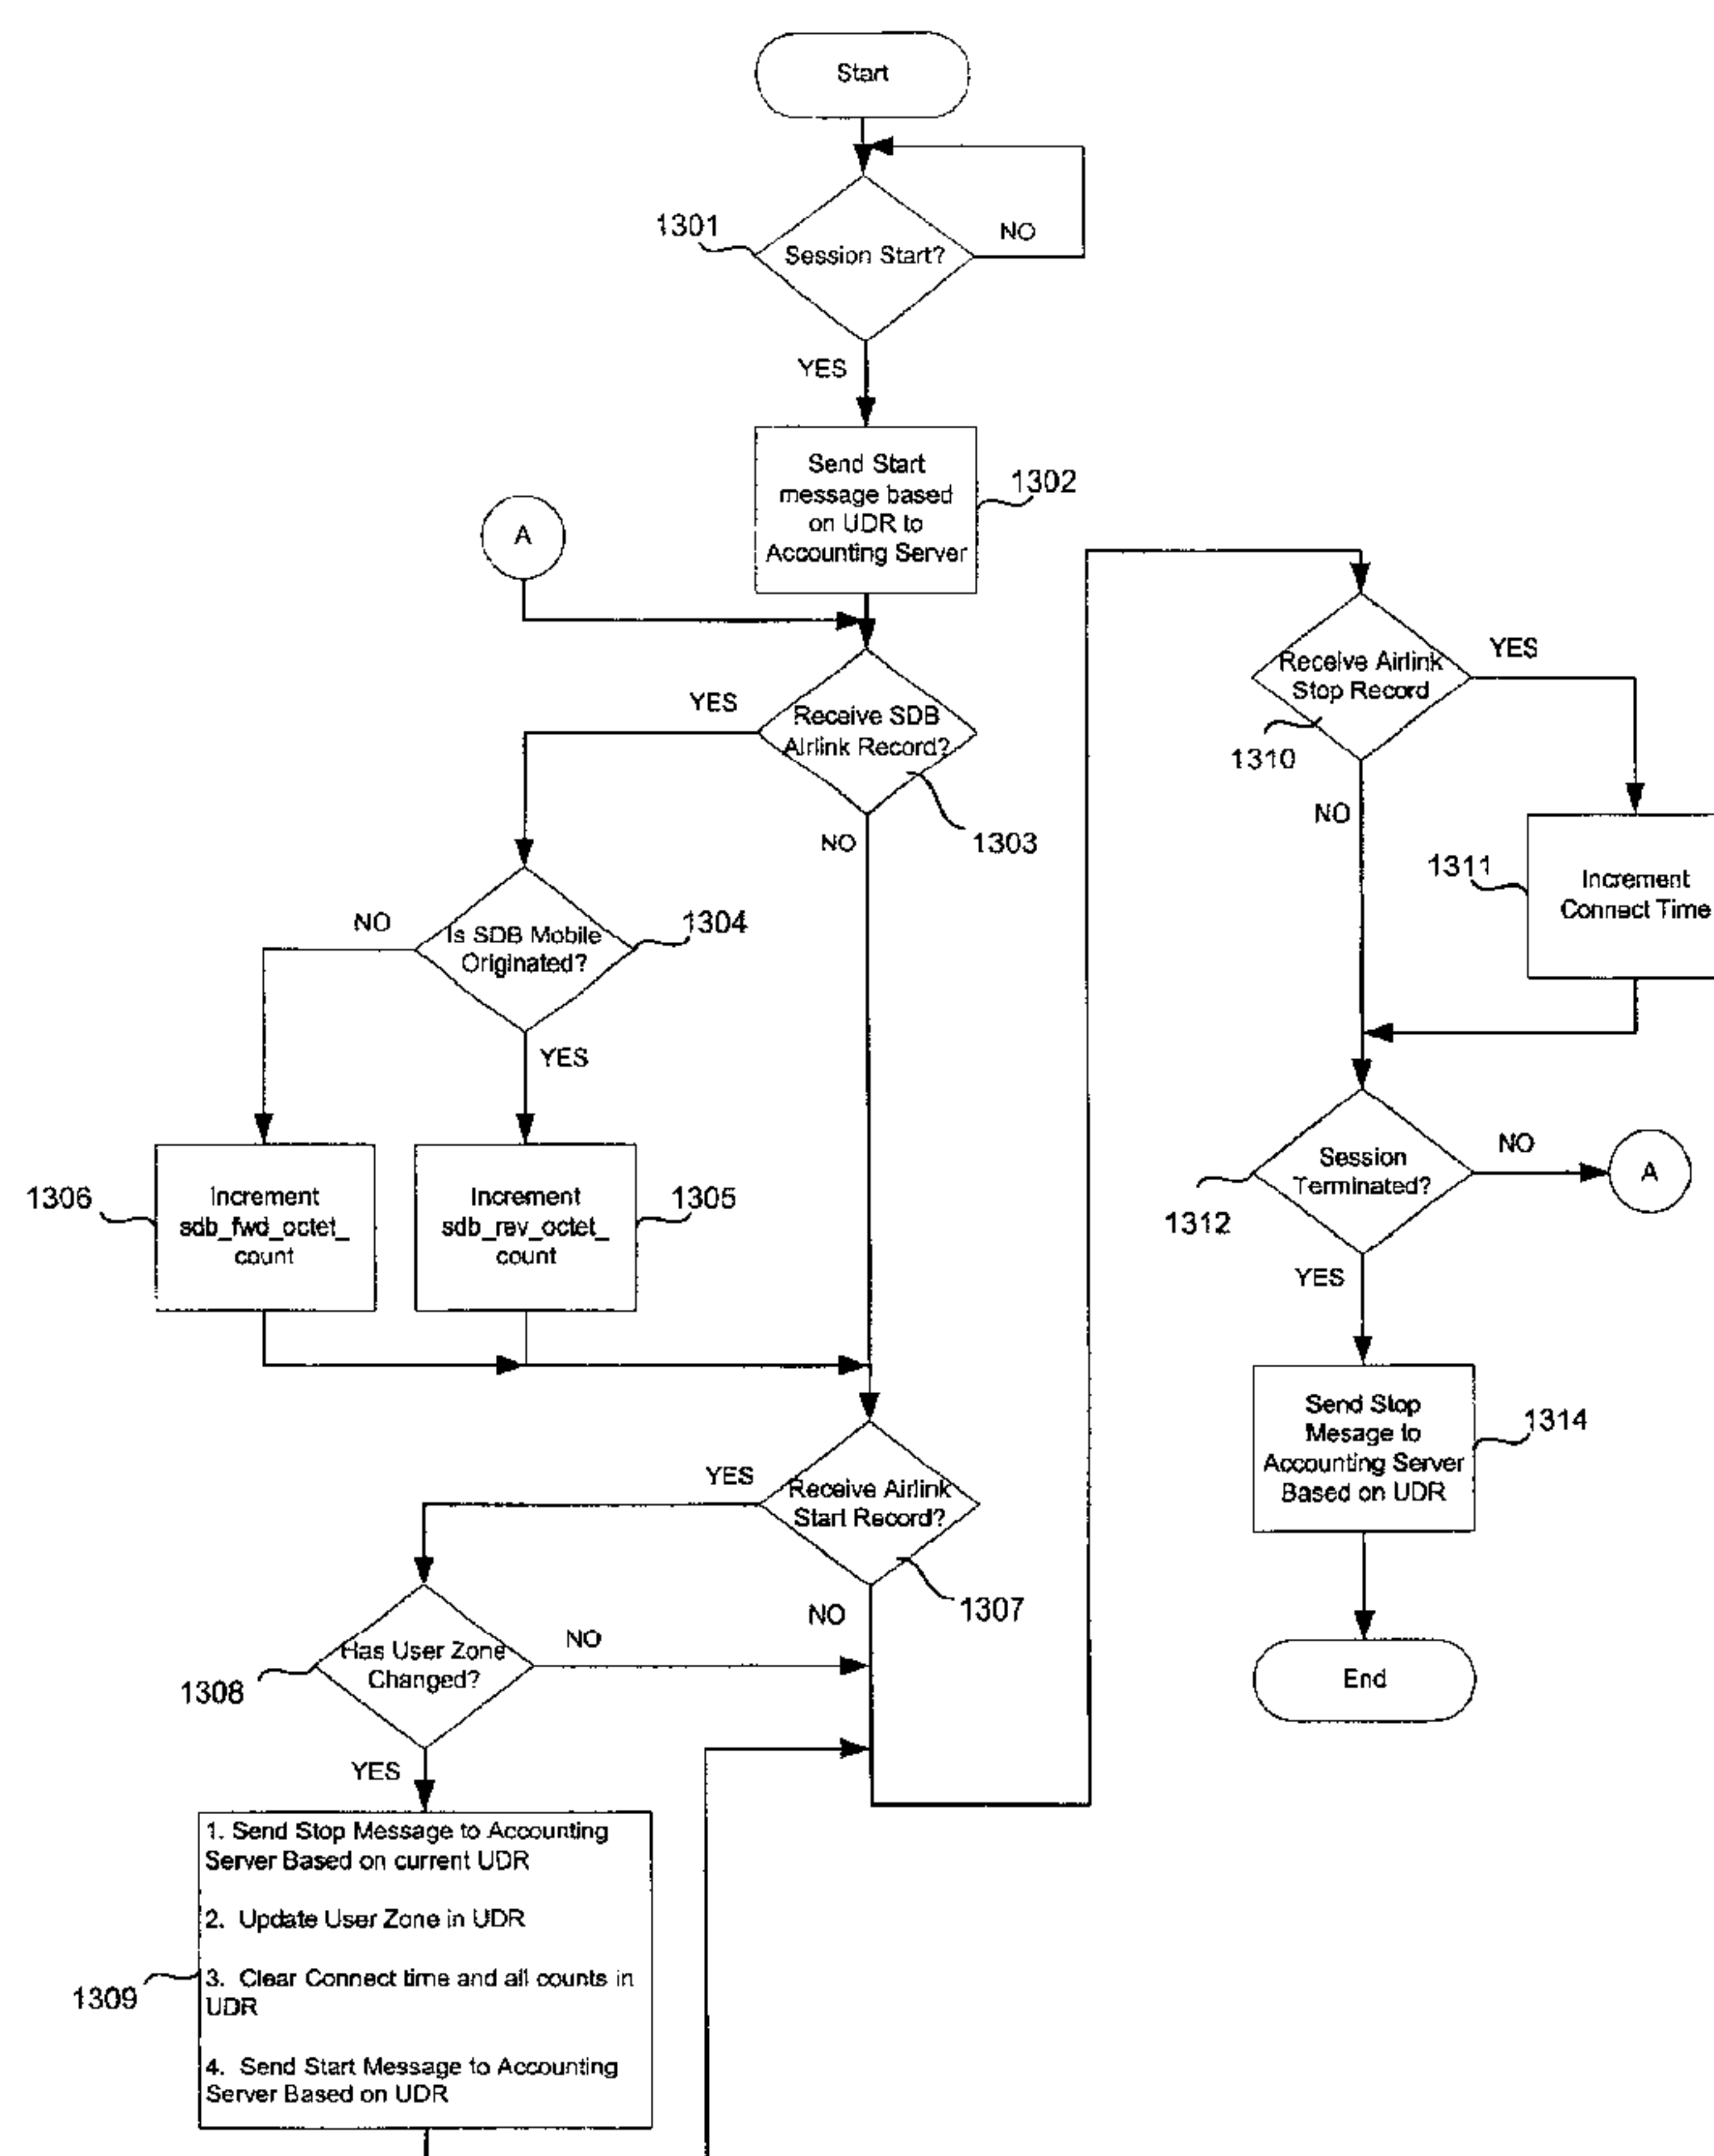 Start
1301
Session Start?
NO
YES
Send Start
message based
on UDR to
Accounting Server
1302
A
YES
Receive SDB
Airlink Record?
NO
1303
NO
Is SDB Mobile
Originated?
1304
YES
1306
Increment
sdb_fwd_octet_
count
Increment
sdb_rev_octet_
count
1305
YES
Receive Airlink
Start Record?
NO
1307
Has User Zone
Changed?
NO
1308
YES
1. Send Stop Message to Accounting
Server Based on current UDR
2. Update User Zone in UDR
3. Clear Connect time and all counts in
UDR
4. Send Start Message to Accounting
Server Based on UDR
1309
Receive Airlink
Stop Record
YES
1310
NO
1311
Increment
Connect Time
Session
Terminated?
NO
A
1312
YES
Send Stop
Mesage to
Accounting Server
Based on UDR
1314
End